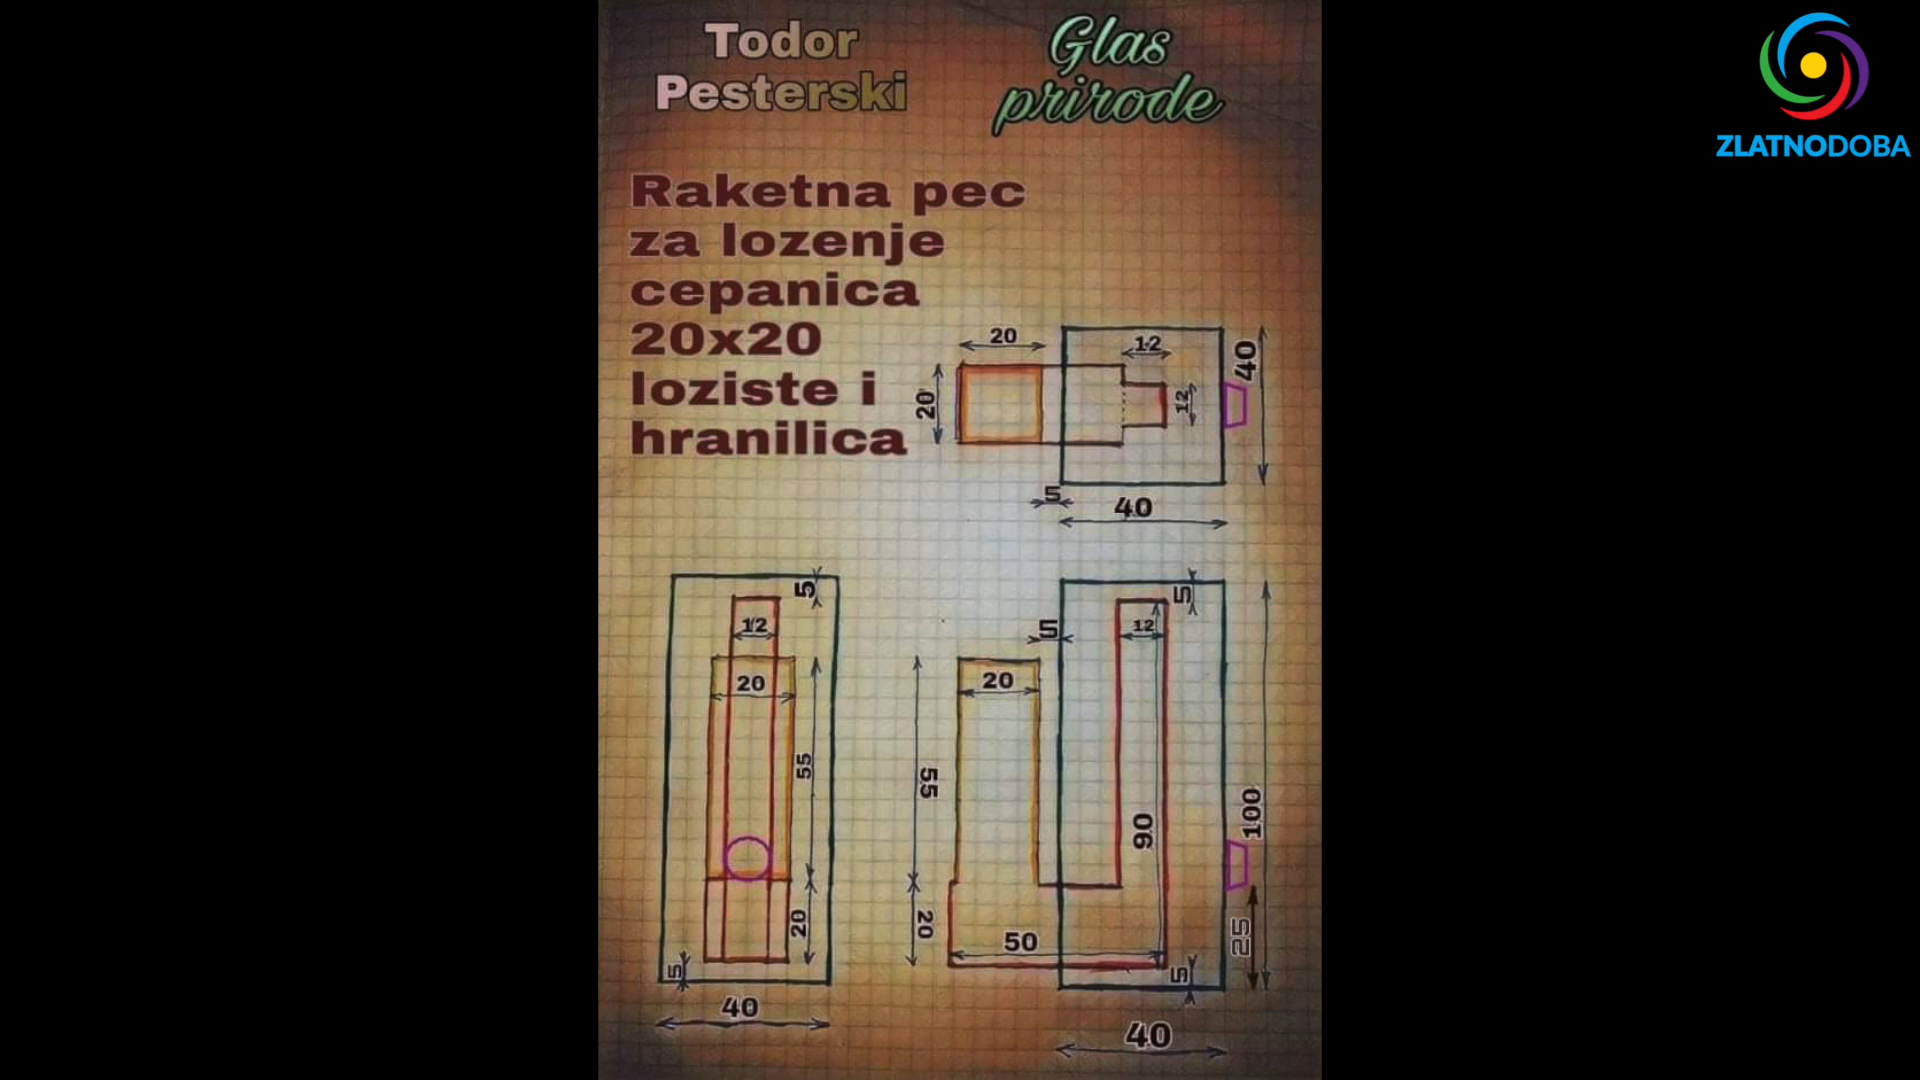 Todor
Pesterski
Glas
prirode
ZLATNODOBA
Raketna pec
za lozenje
cepanica
20x20
loziste i
hranilica
20
12
40
20
12
5
40
5
12
20
55
20
5
40
5
5
12
20
55
90
100
20
50
25
5
40